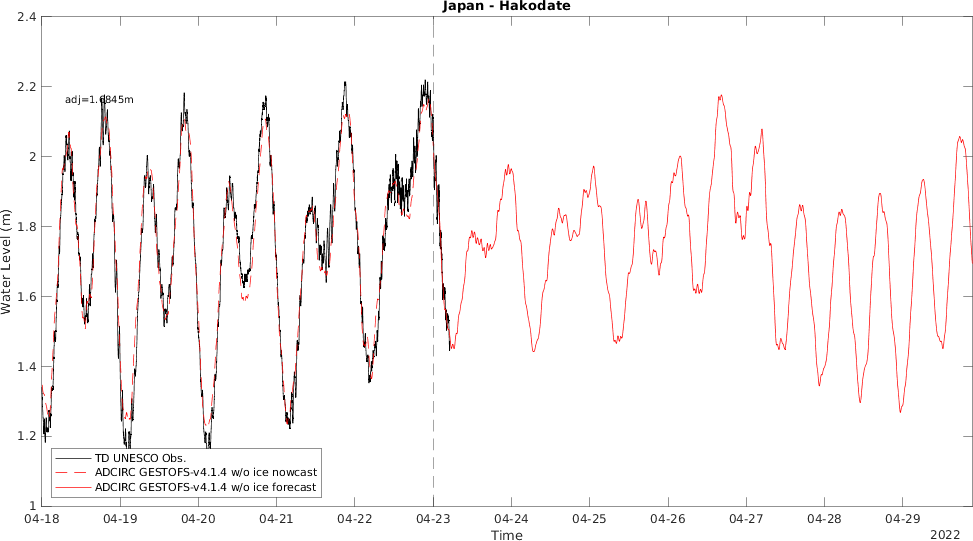 Japan - Hakodate
2.4
2.2
2
1.8
1.6
1.4
1.2
1
Water Level (m)
adj=1.6845m
TD UNESCO Obs.
ADCIRC GESTOFS-v4.1.4 w/o ice nowcast
ADCIRC GESTOFS-v4.1.4 w/o ice forecast
04-18 04-19 04-20 04-21 04-22 04-23 04-24 04-25 04-26 04-27 04-28 04-29
Time
2022